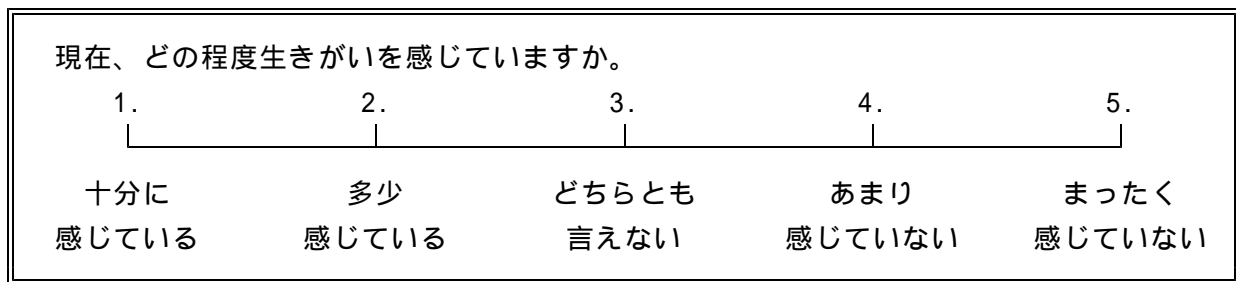 現在、どの程度生きがいを感じていますか。
1. 2. 3. 4. 5.
十分に 多少 どちらとも あまり まったく
感じている 感じている 言えない 感じていない 感じていない